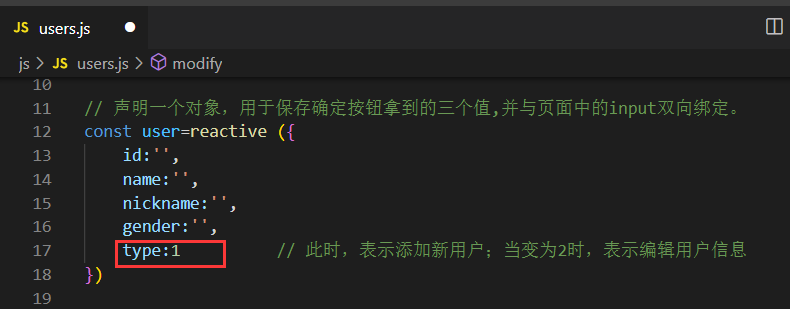 JS users.js
js > JS users.js > modify
10
11 // 声明一个对象，用于保存确定按钮拿到的三个值,并与页面中的input双向绑定。
12 const user=reactive ({
13 id:'',
14 name:'',
15 nickname:'',
16 gender:'',
17 type:1 // 此时，表示添加新用户；当变为2时，表示编辑用户信息
18 })
19